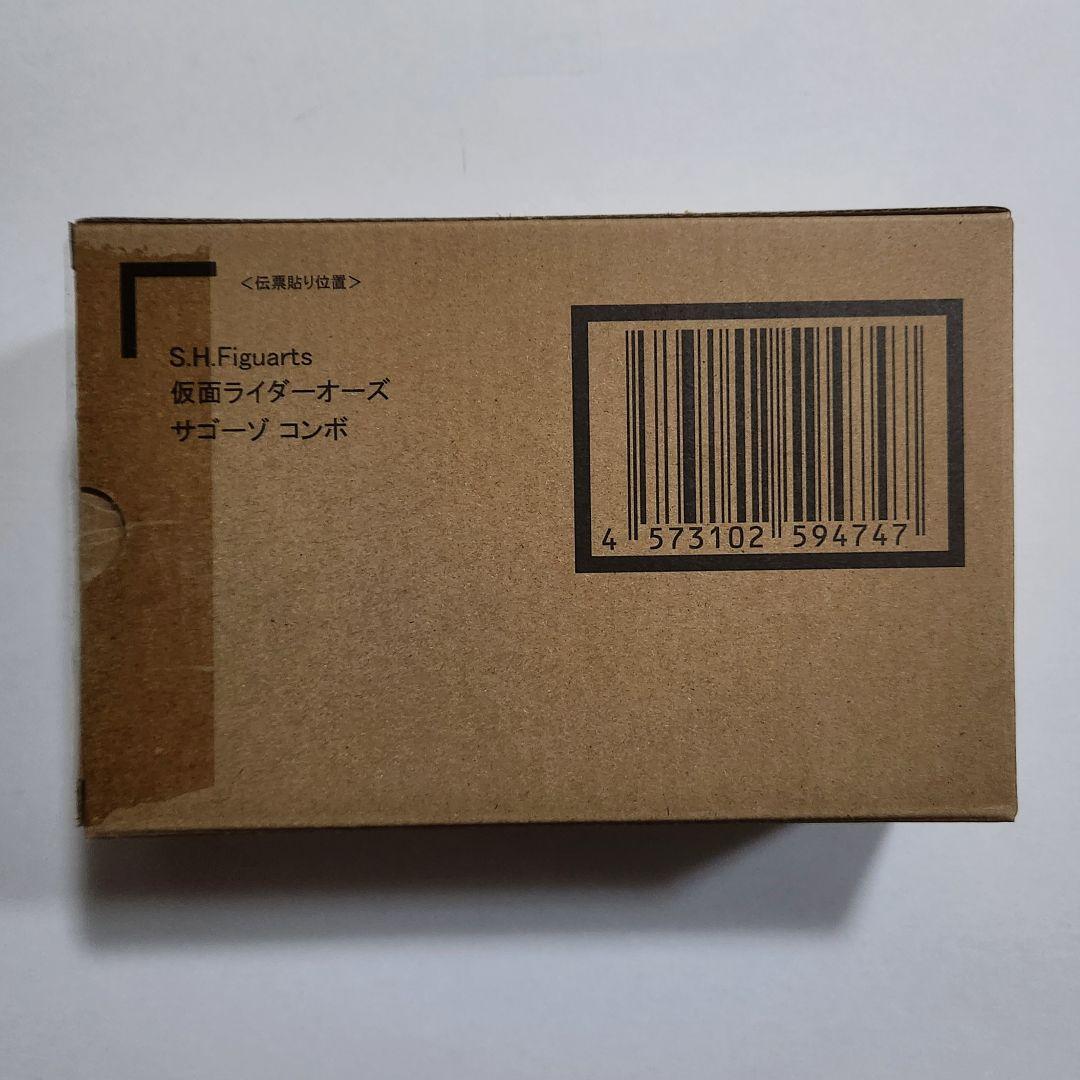 ＜伝票貼り位置＞
S.H.Figuarts
仮面ライダーオーズ
サゴーゾ コンボ
4 573102 594747